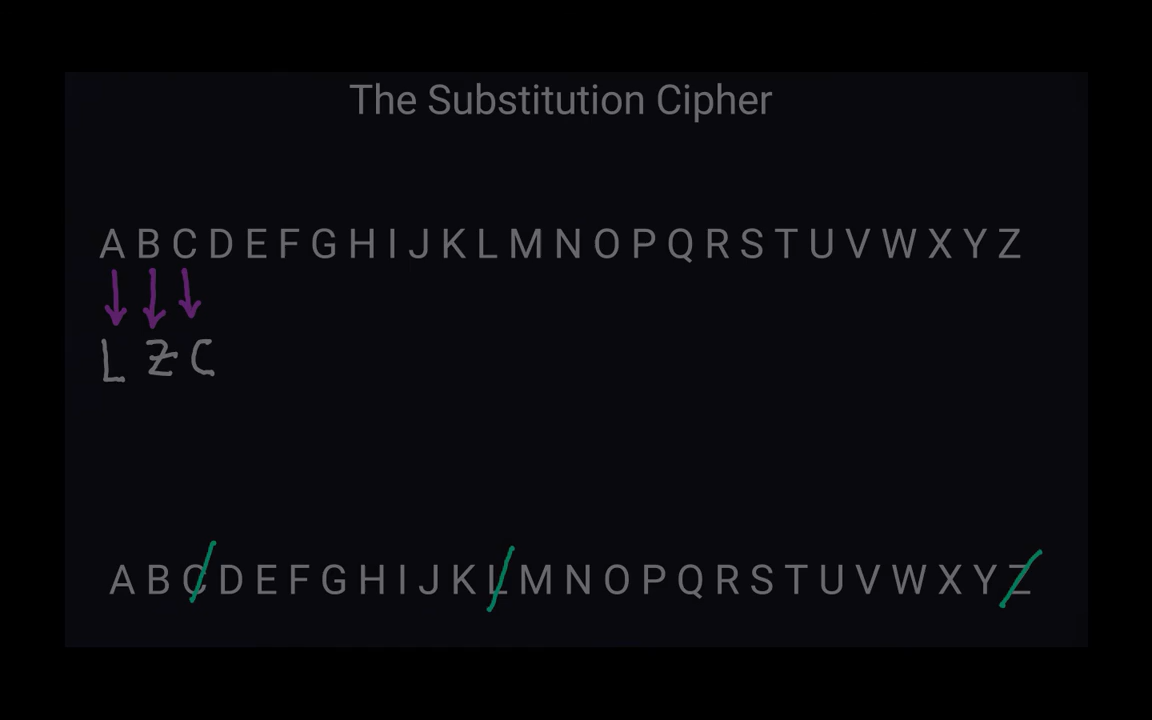 The Substitution Cipher
A B C D E F G H I J K L M N O P Q R S T U V W X Y Z
L Z C
A B C D E F G H I J K L M N O P Q R S T U V W X Y Z